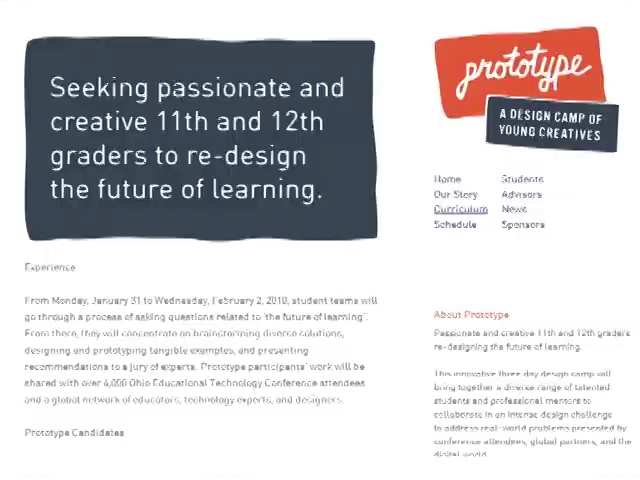 Seeking passionate and
creative 11th and 12th
graders to re-design
the future of learning.
prototype
A DESIGN CAMP OF
YOUNG CREATIVES
Home
Our Story
Curriculum
Schedule
Students
Advisors
News
Sponsors
Experience
From Monday, January 31 to Wednesday, February 2, 2010, student teams will
go through a process of asking questions related to 'the future of learning'.
From there, they will concentrate on brainstorming diverse solutions,
designing and prototyping tangible examples, and presenting
recommendations to a jury of experts. Prototype participants' work will be
shared with over 6,000 Ohio Educational Technology Conference attendees
and a global network of educators, technology experts, and designers.
Prototype Candidates
About Prototype
Passionate and creative 11th and 12th graders
re-designing the future of learning.
This innovative three day design camp will
bring together a diverse range of talented
students and professional mentors to
collaborate in an intense design challenge
to address real-world problems presented by
conference attendees, global partners, and the
digital world